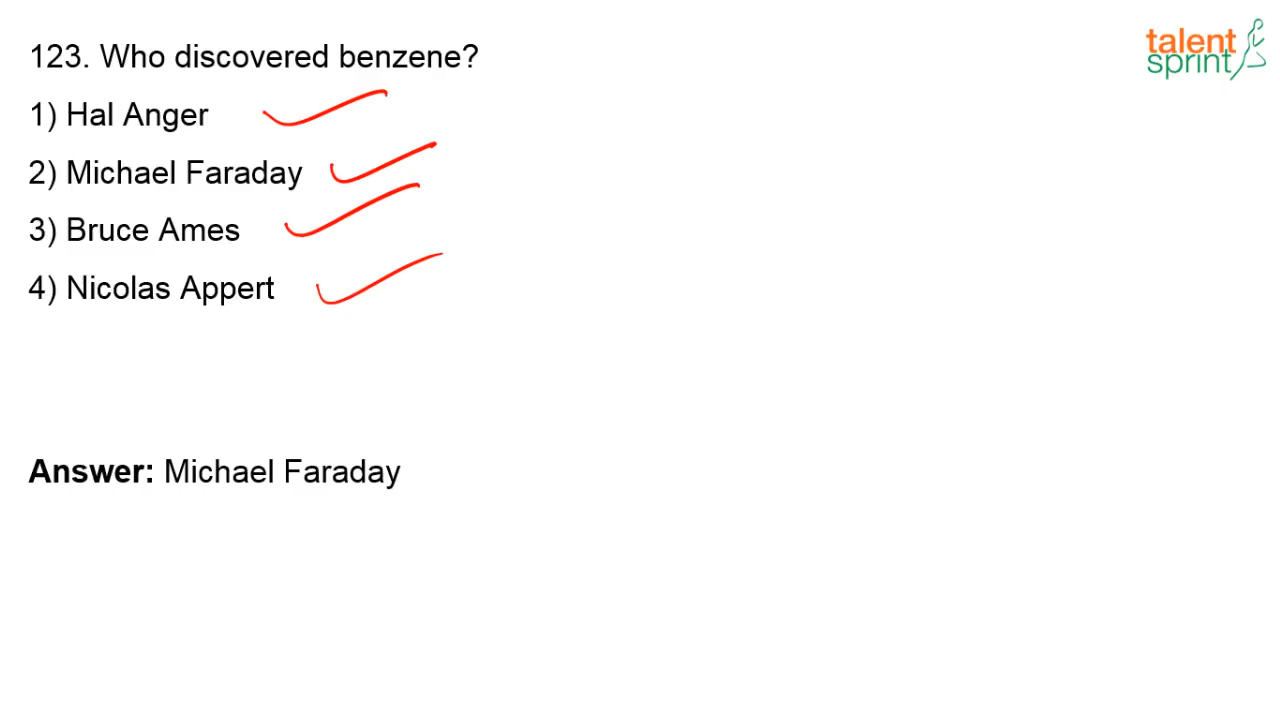 123. Who discovered benzene?
1) Hal Anger
2) Michael Faraday
3) Bruce Ames
4) Nicolas Appert
Answer: Michael Faraday
talent
sprint